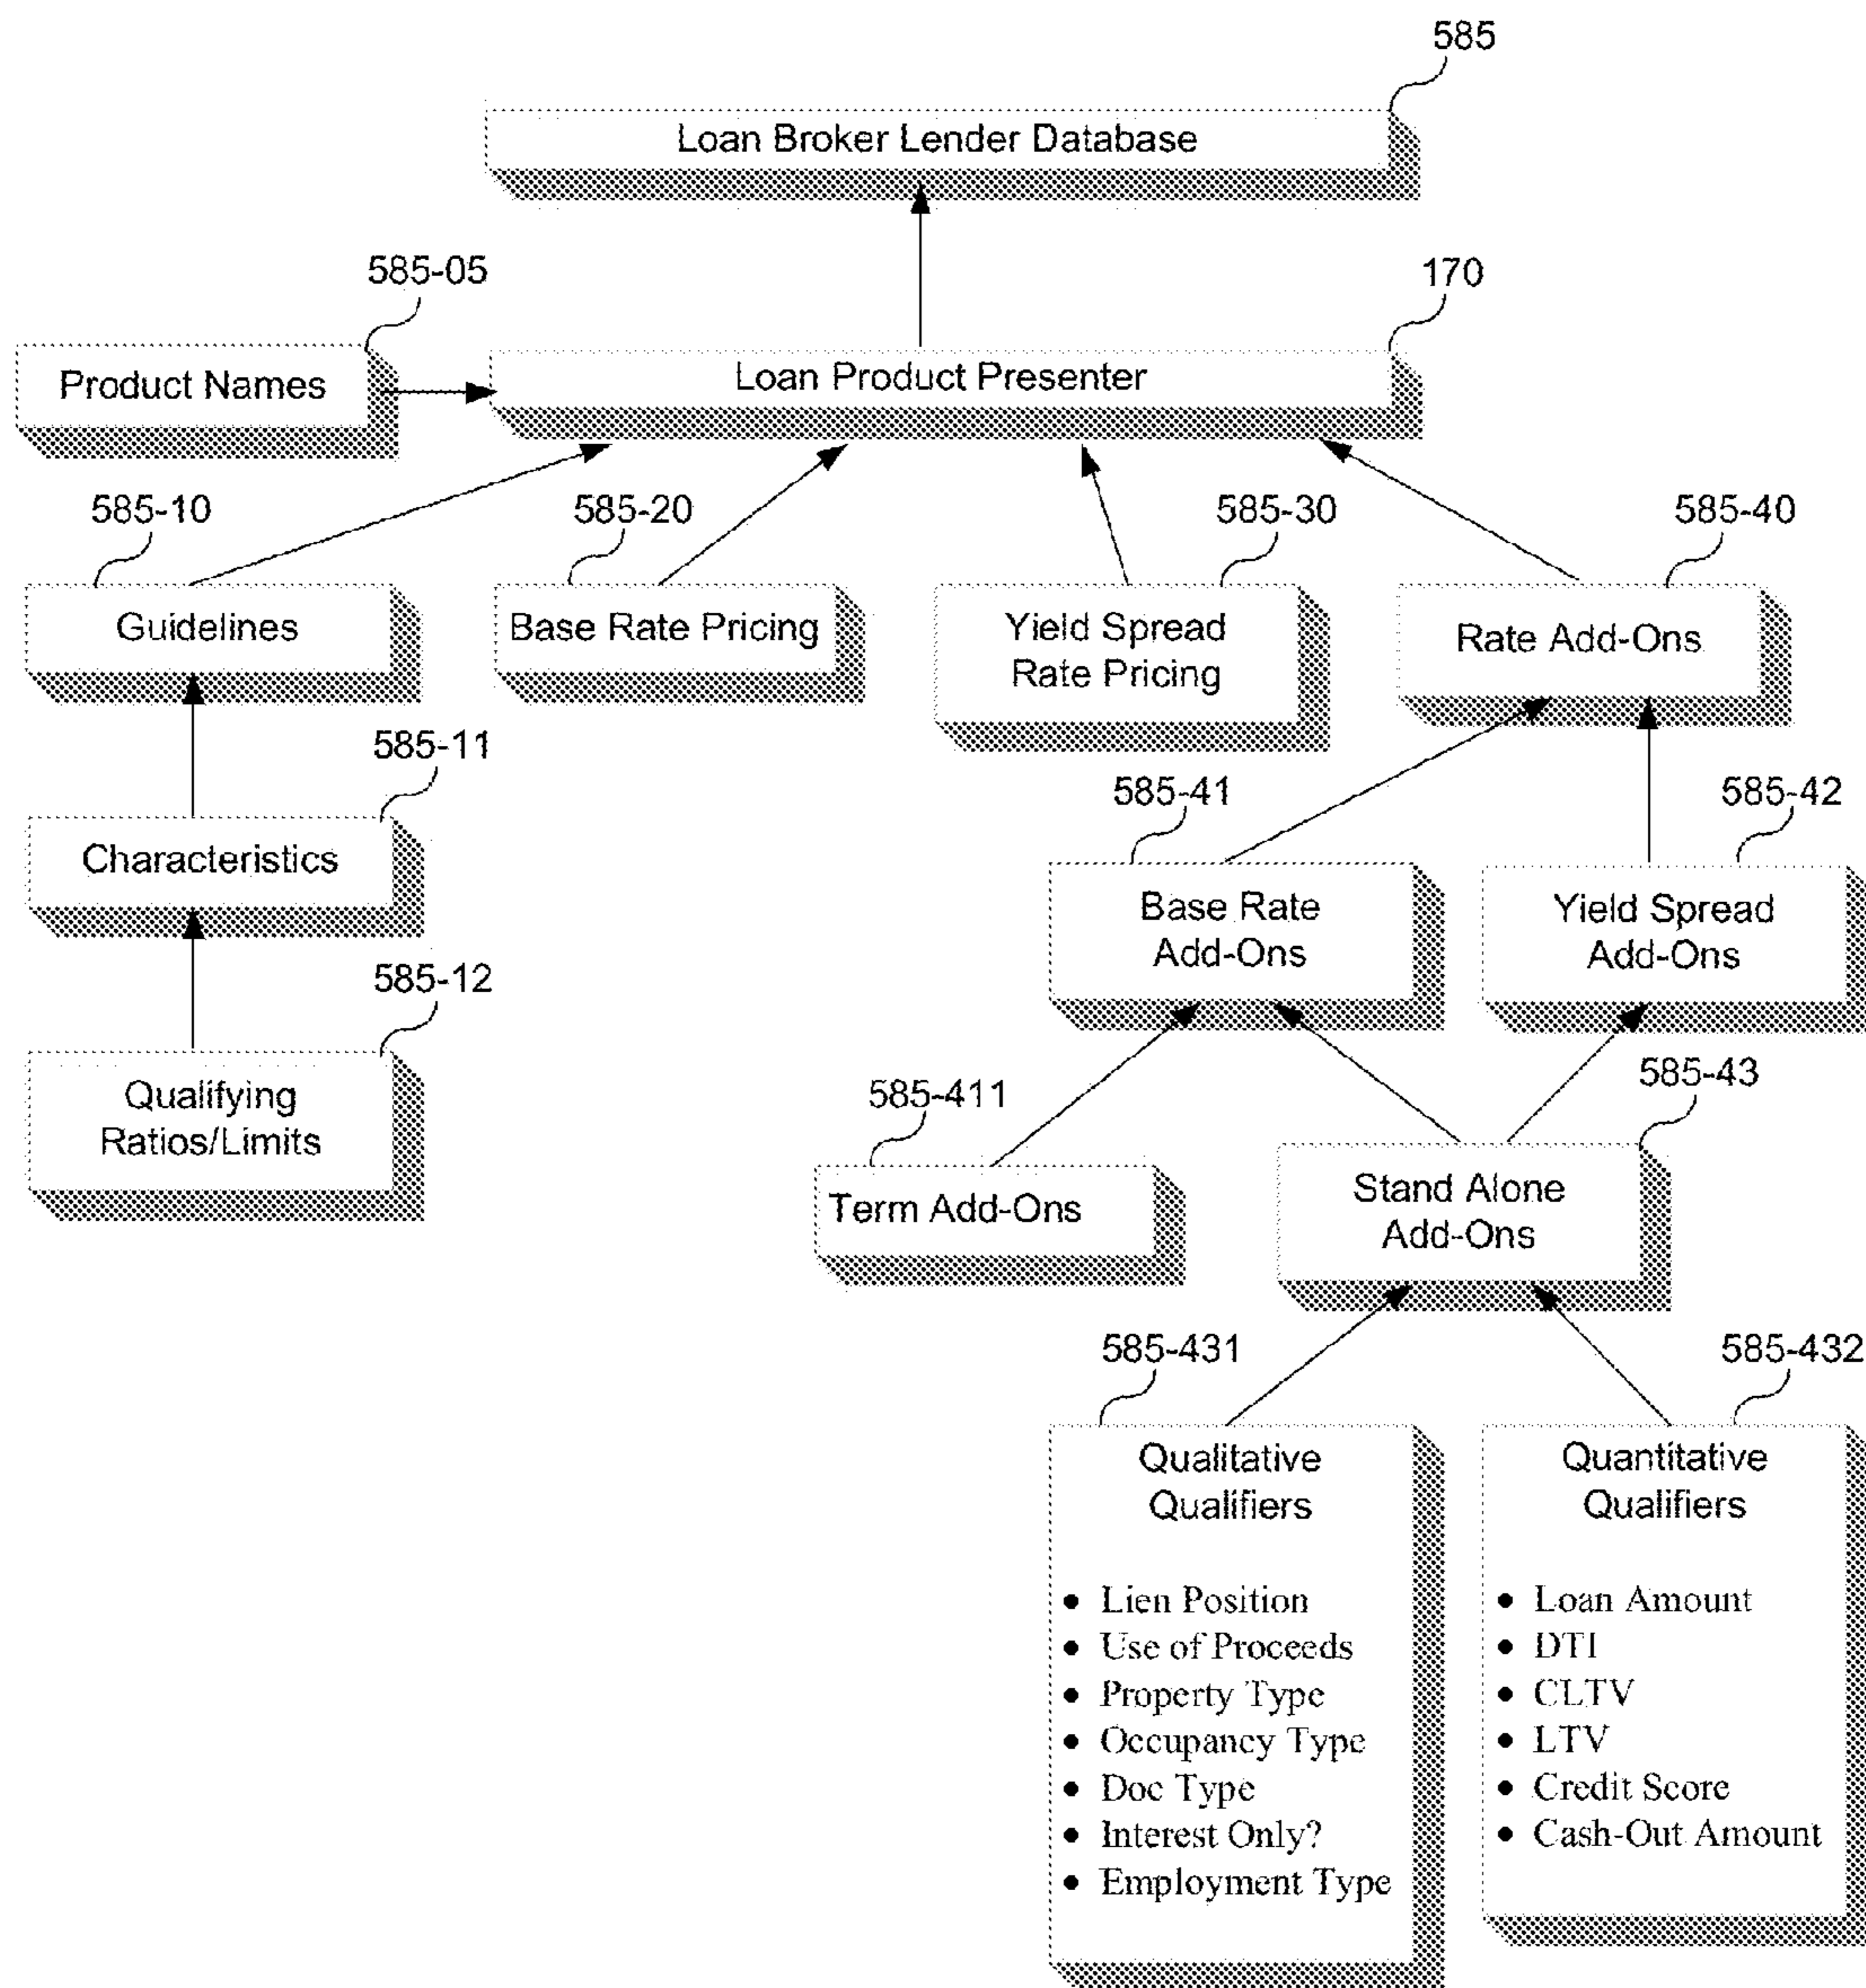 585
Loan Broker Lender Database
585-05
170
Product Names
Loan Product Presenter
585-10
585-20
585-30
585-40
Guidelines
Base Rate Pricing
Yield Spread
Rate Pricing
Rate Add-Ons
585-11
585-41
585-42
Characteristics
Base Rate
Add-Ons
Yield Spread
Add-Ons
585-12
Qualifying
Ratios/Limits
585-411
585-43
Term Add-Ons
Stand Alone
Add-Ons
585-431
585-432
Qualitative
Qualifiers
• Lien Position
• Use of Proceeds
• Property Type
• Occupancy Type
• Doc Type
• Interest Only?
• Employment Type
Quantitative
Qualifiers
• Loan Amount
• DTI
• CLTV
• LTV
• Credit Score
• Cash-Out Amount